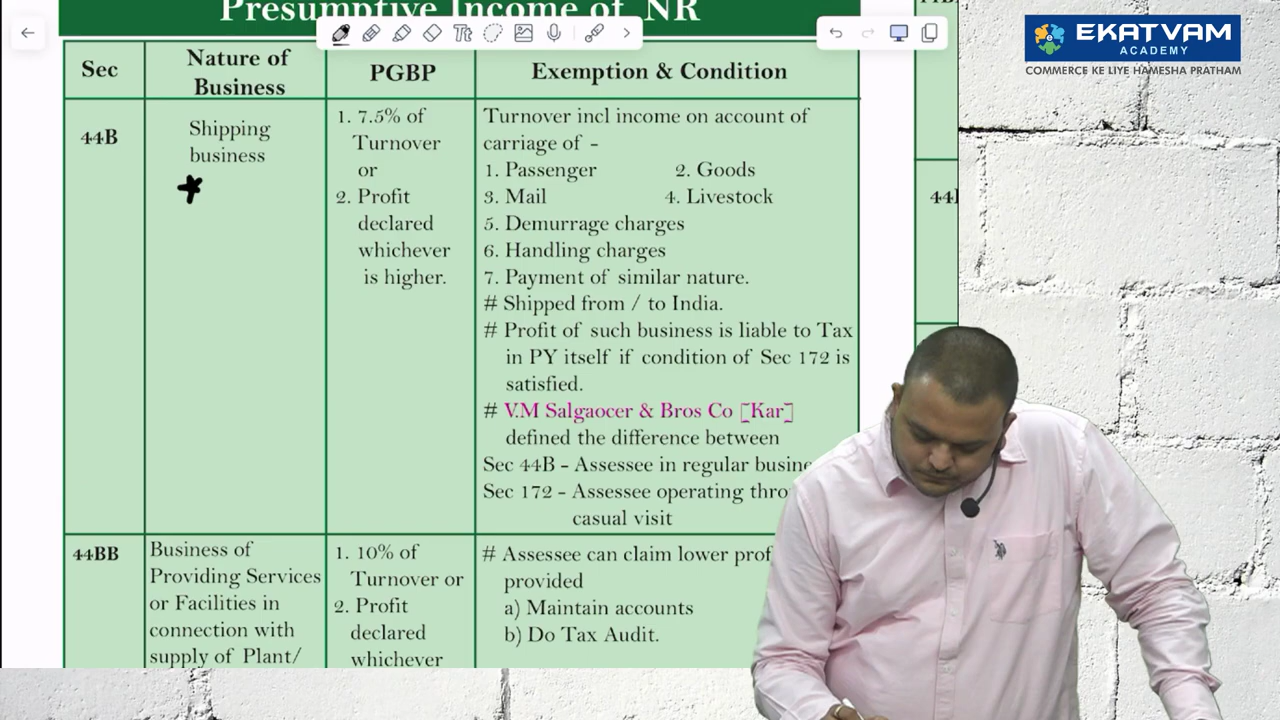 Presumptive Income of NR
EKATVAM
ACADEMY
COMMERCE KE LIYE HAMESHA PRATHAM
Sec
Nature of
Business
PGBP
Exemption & Condition
44B
Shipping
business
1. 7.5% of
Turnover
or
2. Profit
declared
whichever
is higher.
Turnover incl income on account of
carriage of -
1. Passenger 2. Goods
3. Mail 4. Livestock
5. Demurrage charges
6. Handling charges
7. Payment of similar nature.
# Shipped from / to India.
# Profit of such business is liable to Tax
in PY itself if condition of Sec 172 is
satisfied.
# V.M Salgaocer & Bros Co [Kar]
defined the difference between
Sec 44B - Assessee in regular busine
Sec 172 - Assessee operating thro
casual visit
44BB
Business of
Providing Services
or Facilities in
connection with
supply of Plant/
1. 10% of
Turnover or
2. Profit
declared
whichever
# Assessee can claim lower prof
provided
a) Maintain accounts
b) Do Tax Audit.
Tt